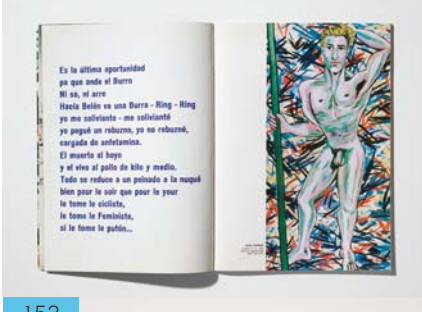 Es la última oportunidad
pa que ande el Burro
Ni so, ni arre
Hacia Belén va una Burra - Ring - Ring
yo me solivianto - me solivianté
yo pegué un rebuzno, yo no rebuzné,
cargada de anfetamina.
El muerto al hoyo
y el vivo al pollo de kilo y medio.
Todo se reduce a un peinado a la nuqué
bien pour le soir que pour le your
le tome le ciclista,
le tome le Feminista,
si le tome le putón...
152